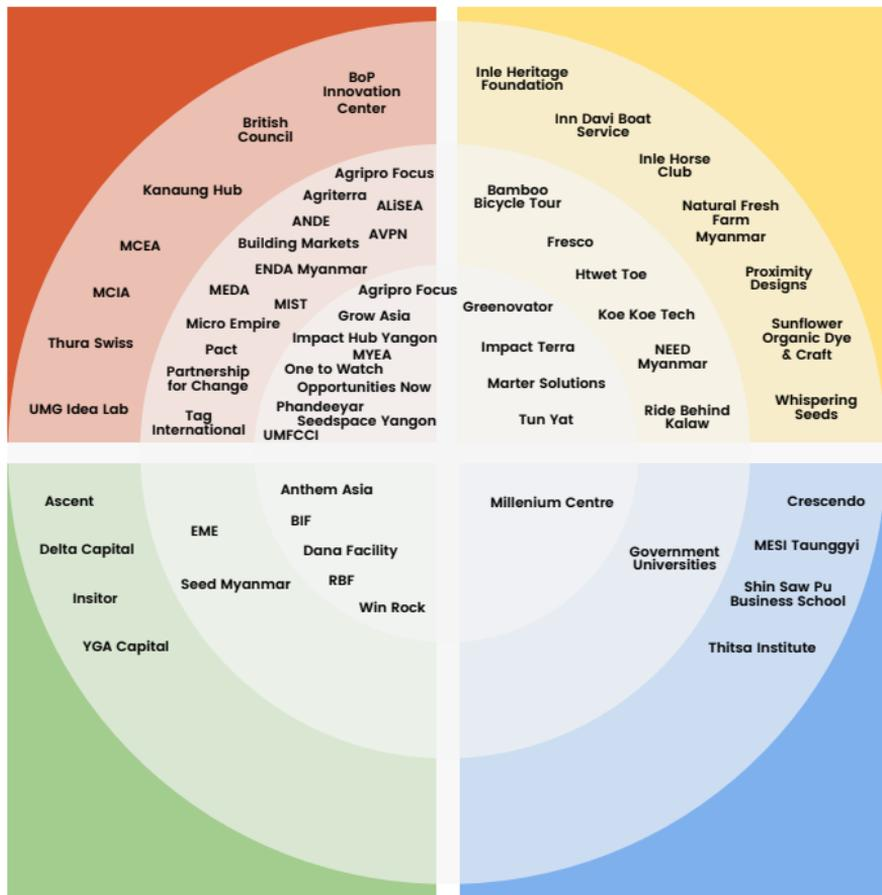 BoP
Innovation
Center
British
Council
Kanaung Hub
MCEA
MCIA
Thura Swiss
UMG Idea Lab
Agripro Focus
Agriterra
ALiSEA
ANDE
AVPN
Building Markets
ENDA Myanmar
MEDA
MIST
Micro Empire
Pact
Partnership
for Change
Tag
International
Agripro Focus
Grow Asia
Impact Hub Yangon
MYEA
One to Watch
Opportunities Now
Phandeeyar
Seedspace Yangon
UMFCCI
Inle Heritage
Foundation
Inn Davi Boat
Service
Inle Horse
Club
Natural Fresh
Farm
Myanmar
Proximity
Designs
Sunflower
Organic Dye
& Craft
Whispering
Seeds
Bamboo
Bicycle Tour
Fresco
Htwet Toe
Koe Koe Tech
NEED
Myanmar
Ride Behind
Kalaw
Greenovator
Impact Terra
Marter Solutions
Tun Yat
Ascent
Delta Capital
Insitor
YGA Capital
EME
Seed Myanmar
Anthem Asia
BIF
Dana Facility
RBF
Win Rock
Millenium Centre
Government
Universities
Crescendo
MESI Taunggyi
Shin Saw Pu
Business School
Thitsa Institute